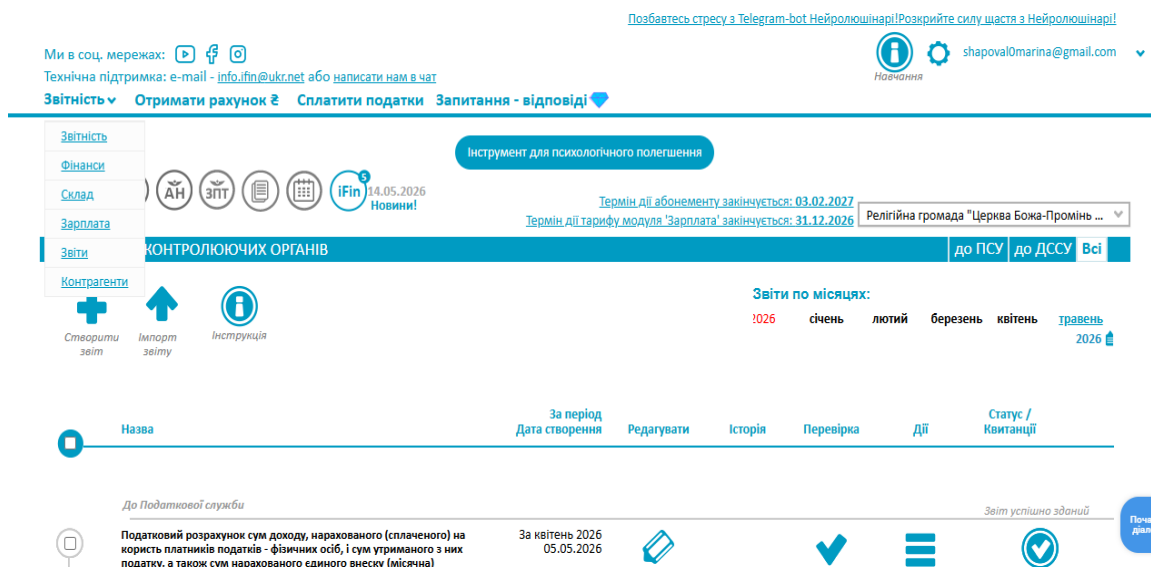 Позбавтесь стресу з Telegram-bot Нейролюшінарі!Розкрийте силу щастя з Нейролюшінарі!
Ми в соц. мережах:
shapoval0marina@gmail.com
Навчання
Технічна підтримка: e-mail - info.ifin@ukr.net або написати нам в чат
Звітність Отримати рахунок ₴ Сплатити податки Запитання - відповіді
Звітність
Фінанси
Склад
Зарплата
Звіти
Контрагенти
Інструмент для психологічного полегшення
АН ЗПТ iFin 5 14.05.2026
Новини!
Термін дії абонементу закінчується: 03.02.2027
Термін дії тарифу модуля 'Зарплата' закінчується: 31.12.2026
Релігійна громада "Церква Божа-Промінь ...
КОНТРОЛЮЮЧИХ ОРГАНІВ до ПСУ до ДССУ Всі
Створити звіт
Імпорт звіту
Інструкція
Звіти по місяцях:
2026 січень лютий березень квітень травень
2026
Назва
За період
Дата створення
Редагувати Історія Перевірка Дії
Статус /
Квитанції
До Податкової служби
Звіт успішно зданий
Податковий розрахунок сум доходу, нарахованого (сплаченого) на
користь платників податків - фізичних осіб, і сум утриманого з них
податку, а також сум нарахованого єдиного внеску (місячна)
За квітень 2026
05.05.2026